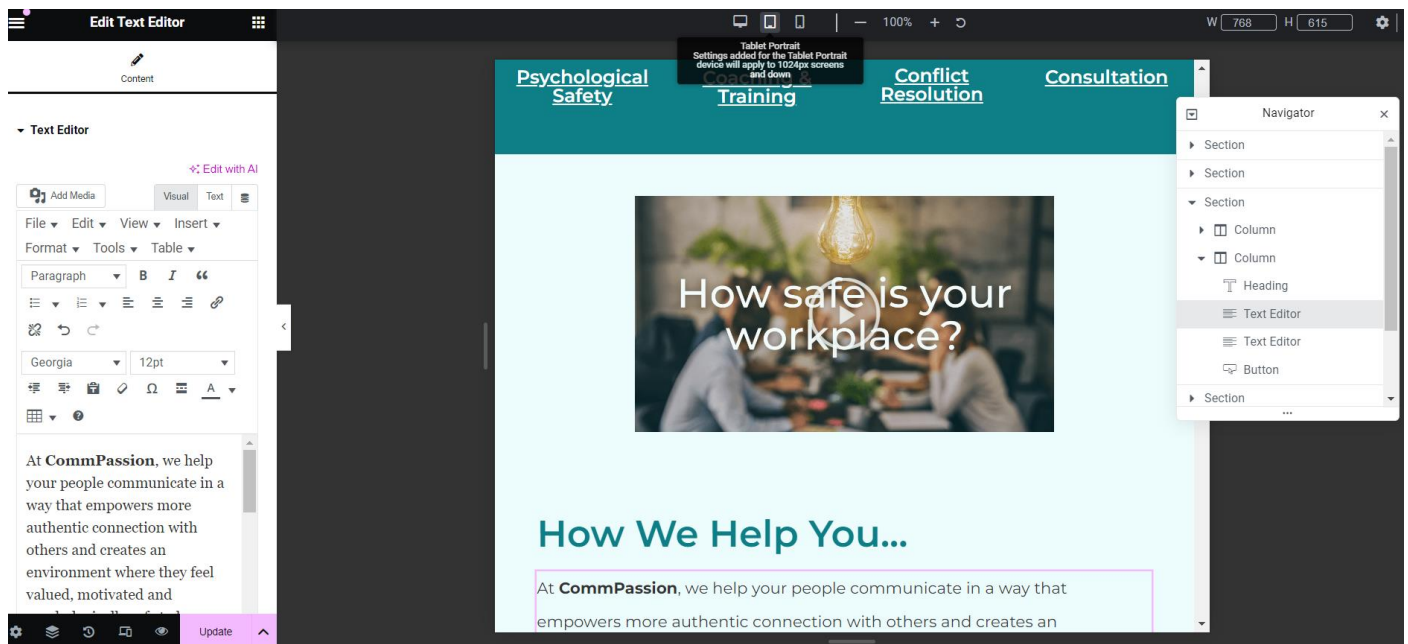 Edit Text Editor
100%
W 768 H 615
Content
Tablet Portrait
Settings added for the Tablet Portrait
device will apply to 1024px screens
and down
Text Editor
Edit with AI
Add Media
Visual Text
File Edit View Insert
Format Tools Table
Paragraph B I
Georgia 12pt
Ω A
At CommPassion, we help
your people communicate in a
way that empowers more
authentic connection with
others and creates an
environment where they feel
valued, motivated and
Update
Psychological
Safety
Coaching &
Training
Conflict
Resolution
Consultation
How safe is your
workplace?
How We Help You...
At CommPassion, we help your people communicate in a way that
empowers more authentic connection with others and creates an
Navigator
Section
Section
Section
Column
Column
Heading
Text Editor
Text Editor
Button
Section